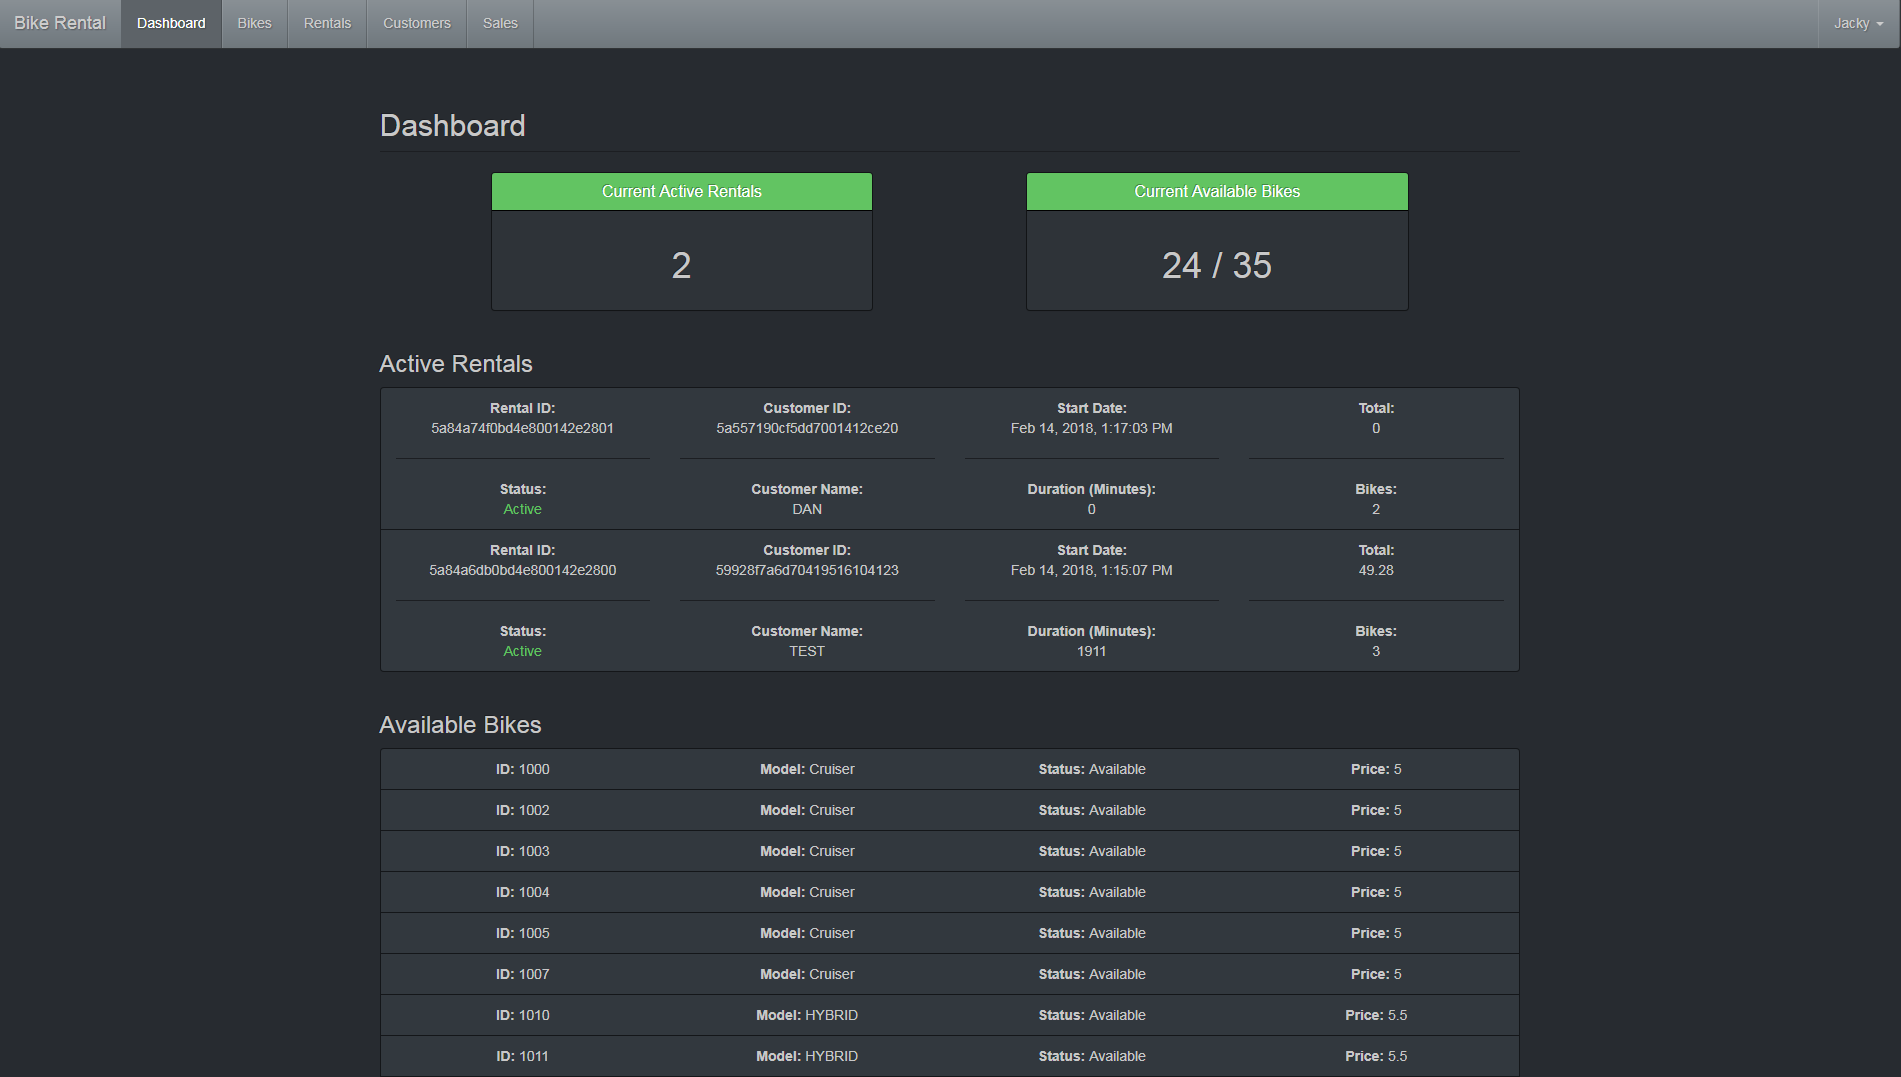 Bike Rental Dashboard Bikes Rentals Customers Sales Jacky
Dashboard
Current Active Rentals Current Available Bikes
2 24 / 35
Active Rentals
Rental ID: Customer ID: Start Date: Total:
5a84a74f0bd4e800142e2801 5a557190cf5dd7001412ce20 Feb 14, 2018, 1:17:03 PM 0
Status: Customer Name: Duration (Minutes): Bikes:
Active DAN 0 2
Rental ID: Customer ID: Start Date: Total:
5a84a6db0bd4e800142e2800 59928f7a6d70419516104123 Feb 14, 2018, 1:15:07 PM 49.28
Status: Customer Name: Duration (Minutes): Bikes:
Active TEST 1911 3
Available Bikes
ID: 1000 Model: Cruiser Status: Available Price: 5
ID: 1002 Model: Cruiser Status: Available Price: 5
ID: 1003 Model: Cruiser Status: Available Price: 5
ID: 1004 Model: Cruiser Status: Available Price: 5
ID: 1005 Model: Cruiser Status: Available Price: 5
ID: 1007 Model: Cruiser Status: Available Price: 5
ID: 1010 Model: HYBRID Status: Available Price: 5.5
ID: 1011 Model: HYBRID Status: Available Price: 5.5